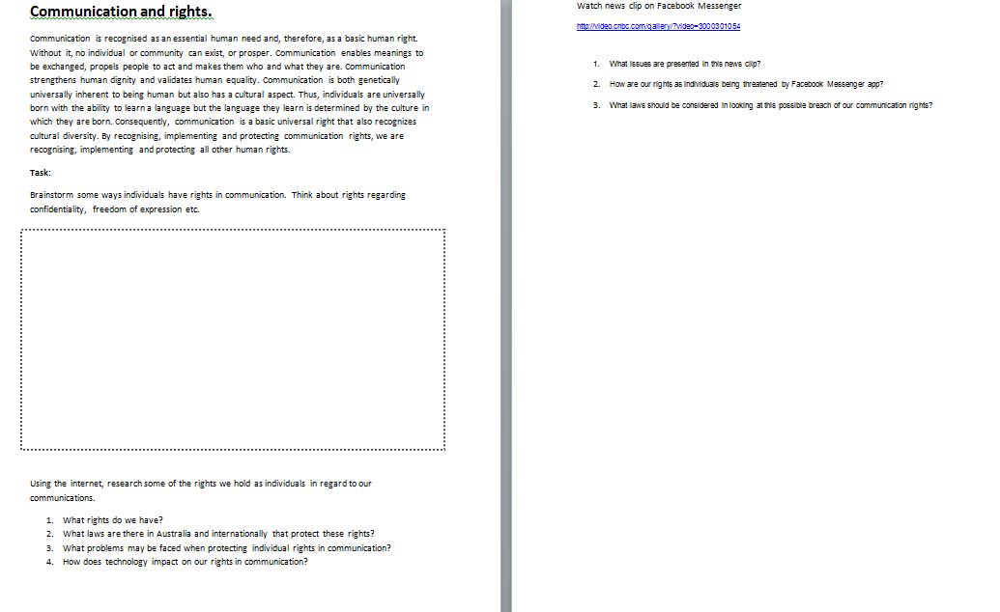 Communication and rights.
Communication is recognised as an essential human need and, therefore, as a basic human right.
Without it, no individual or community can exist, or prosper. Communication enables meanings to
be exchanged, propels people to act and makes them who and what they are. Communication
strengthens human dignity and validates human equality. Communication is both genetically
universally inherent to being human but also has a cultural aspect. Thus, individuals are universally
born with the ability to learn a language but the language they learn is determined by the culture in
which they are born. Consequently, communication is a basic universal right that also recognizes
cultural diversity. By recognising, implementing and protecting communication rights, we are
recognising, implementing and protecting all other human rights.
Task:
Brainstorm some ways individuals have rights in communication. Think about rights regarding
confidentiality, freedom of expression etc.
Using the internet, research some of the rights we hold as individuals in regard to our
communications.
1. What rights do we have?
2. What laws are there in Australia and internationally that protect these rights?
3. What problems may be faced when protecting individual rights in communication?
4. How does technology impact on our rights in communication?
Watch news clip on Facebook Messenger
http://video.cnbc.com/gallery/?video=3000301054
1. What issues are presented in this news clip?
2. How are our rights as individuals being threatened by Facebook Messenger app?
3. What laws should be considered in looking at this possible breach of our communication rights?